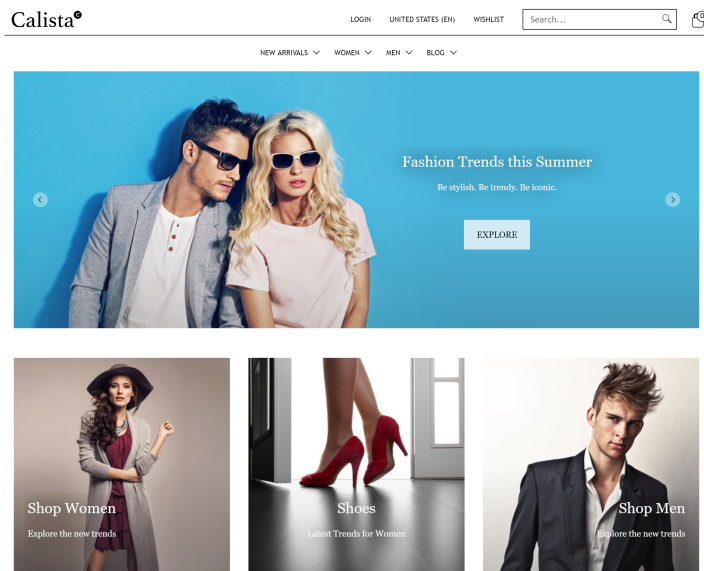 Calista C
LOGIN UNITED STATES (EN) WISHLIST Search... 0
NEW ARRIVALS WOMEN MEN BLOG
Fashion Trends this Summer
Be stylish. Be trendy. Be iconic.
EXPLORE
Shop Women
Explore the new trends
Shoes
Latest Trends for Women
Shop Men
Explore the new trends